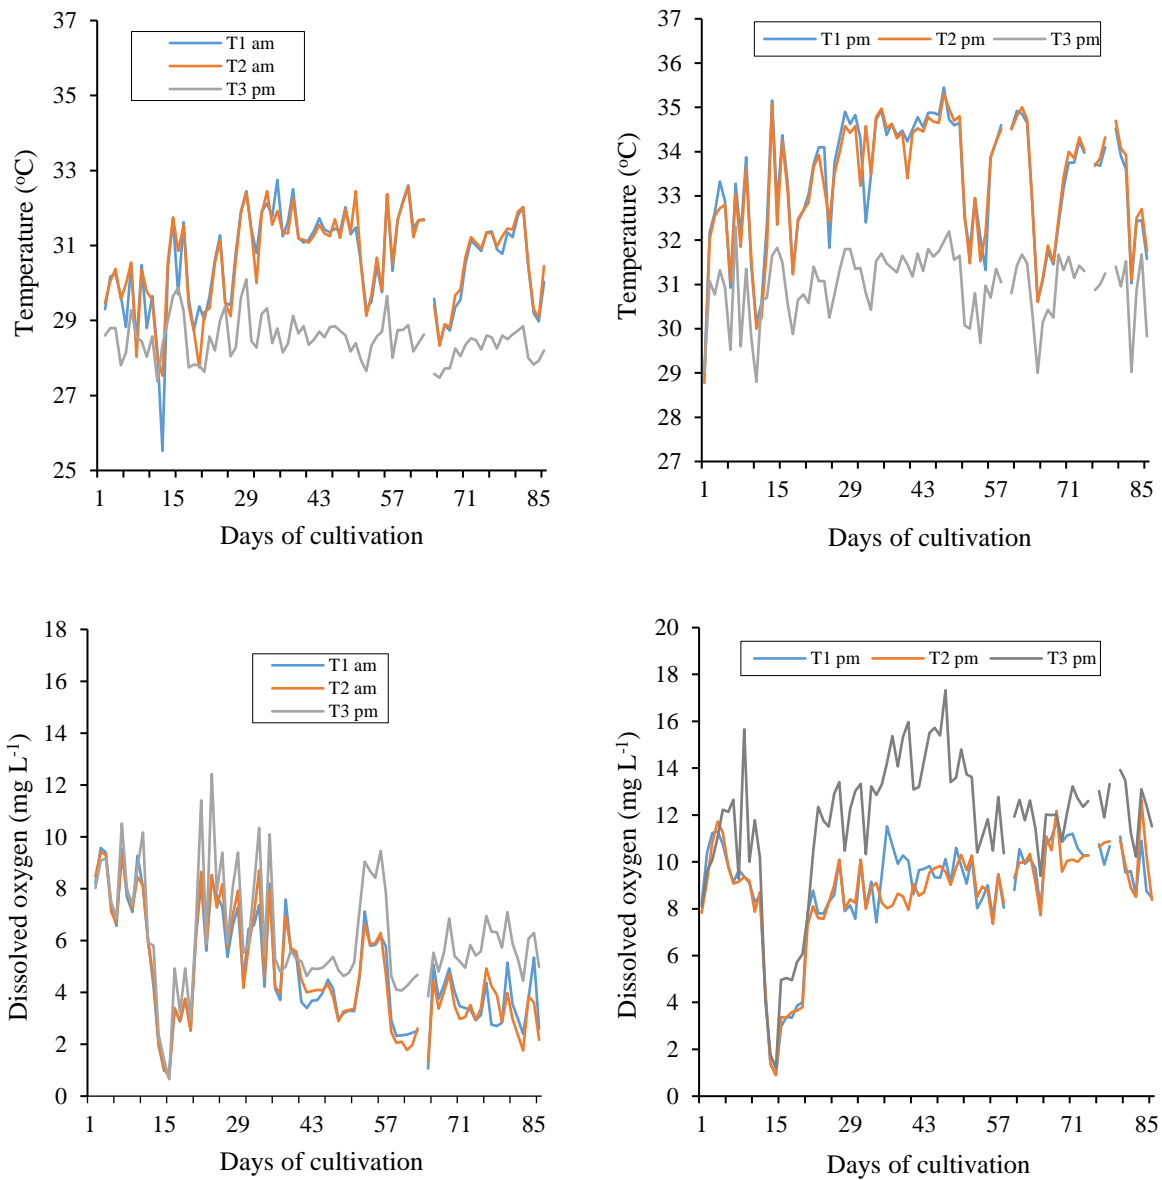 37
35
33
31
29
27
25
Temperature (ºC)
T1 am
T2 am
T3 pm
1 15 29 43 57 71 85
Days of cultivation
37
36
35
34
33
32
31
30
29
28
27
Temperature (ºC)
T1 pm T2 pm T3 pm
1 15 29 43 57 71 85
Days of cultivation
18
16
14
12
10
8
6
4
2
0
Dissolved oxygen (mg L⁻¹)
T1 am
T2 am
T3 pm
1 15 29 43 57 71 85
Days of cultivation
20
18
16
14
12
10
8
6
4
2
0
Dissolved oxygen (mg L⁻¹)
T1 pm T2 pm T3 pm
1 15 29 43 57 71 85
Days of cultivation